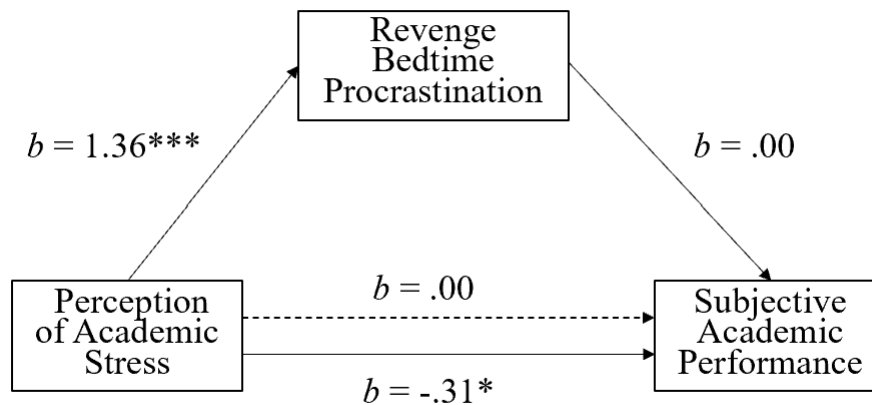 Revenge
Bedtime
Procrastination
b = 1.36***
b = .00
Perception
of Academic
Stress
b = .00
Subjective
Academic
Performance
b = -.31*